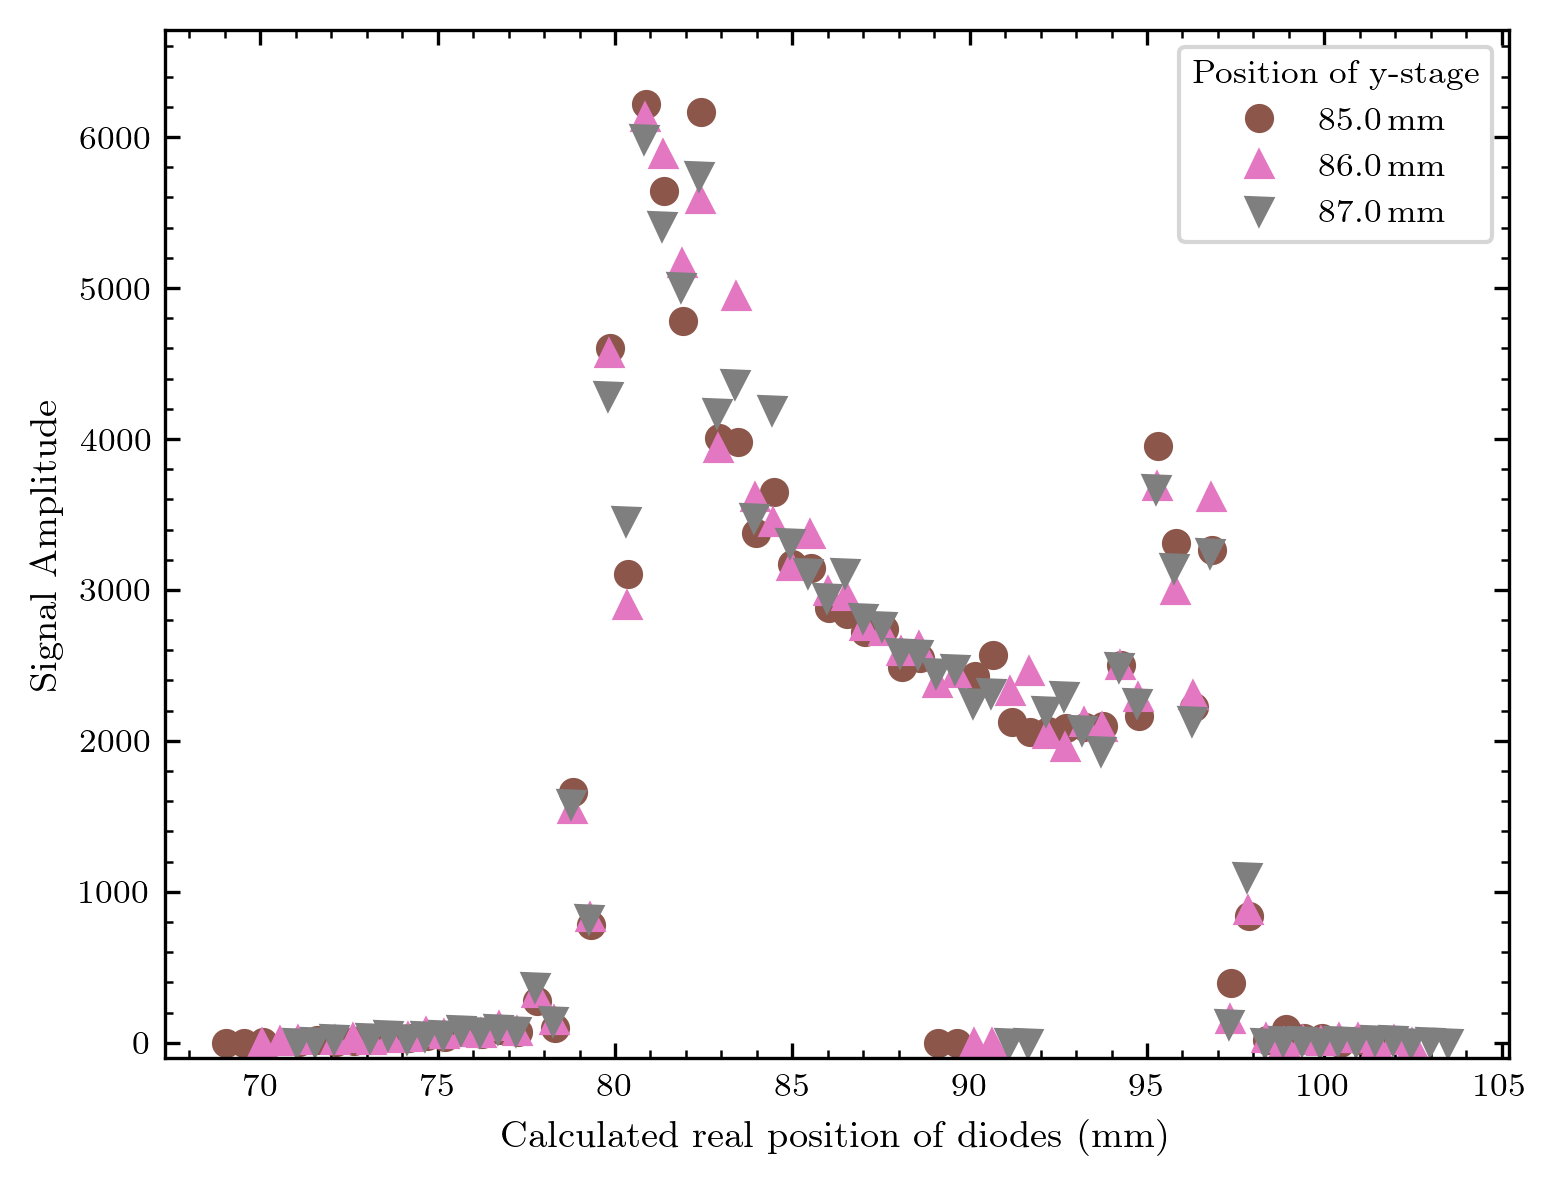 Position of y-stage
85.0 mm
86.0 mm
87.0 mm
Signal Amplitude
6000
5000
4000
3000
2000
1000
0
70 75 80 85 90 95 100 105
Calculated real position of diodes (mm)